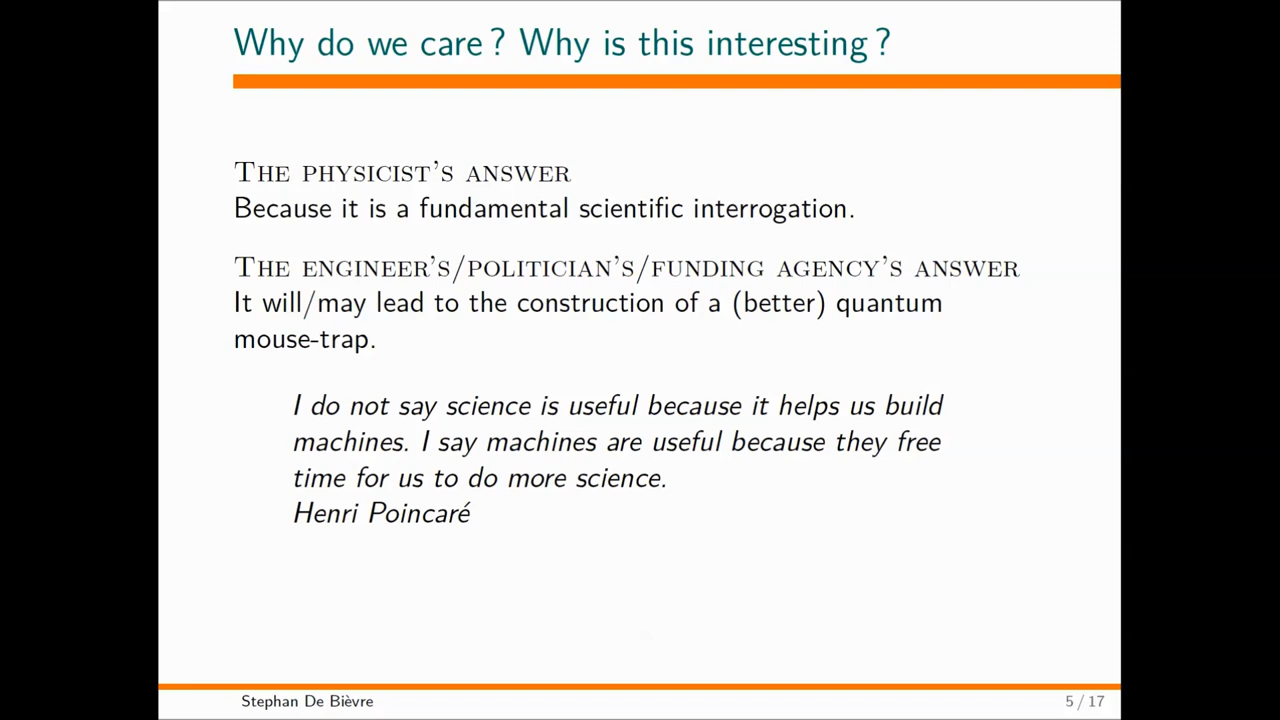 Why do we care ? Why is this interesting ?
The physicist's answer
Because it is a fundamental scientific interrogation.
The engineer's/politician's/funding agency's answer
It will/may lead to the construction of a (better) quantum
mouse-trap.
I do not say science is useful because it helps us build
machines. I say machines are useful because they free
time for us to do more science.
Henri Poincaré
Stephan De Bièvre
5 / 17